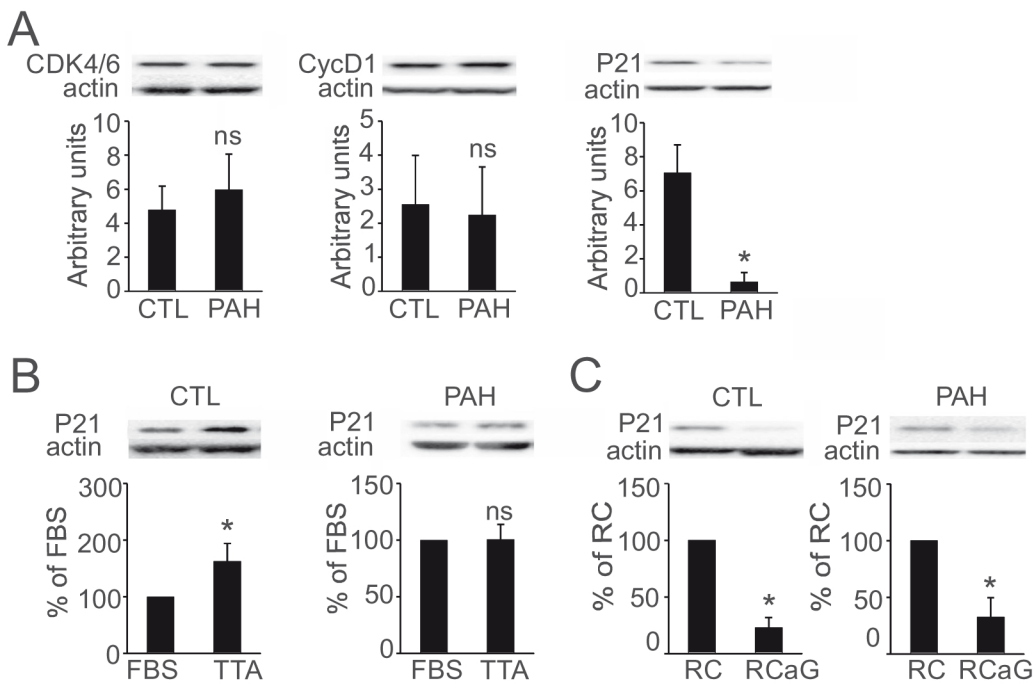 A
CDK4/6
actin
Arbitrary units
10
8
6
4
2
0
ns
CTL PAH
CycD1
actin
Arbitrary units
5
4
3
2
1
0
ns
CTL PAH
P21
actin
Arbitrary units
10
8
6
4
2
0
*
CTL PAH
B
CTL
P21
actin
% of FBS
300
200
100
0
*
FBS TTA
PAH
P21
actin
% of FBS
150
100
50
0
ns
FBS TTA
C
CTL
P21
actin
% of RC
150
100
50
0
*
RC RCaG
PAH
P21
actin
% of RC
150
100
50
0
*
RC RCaG